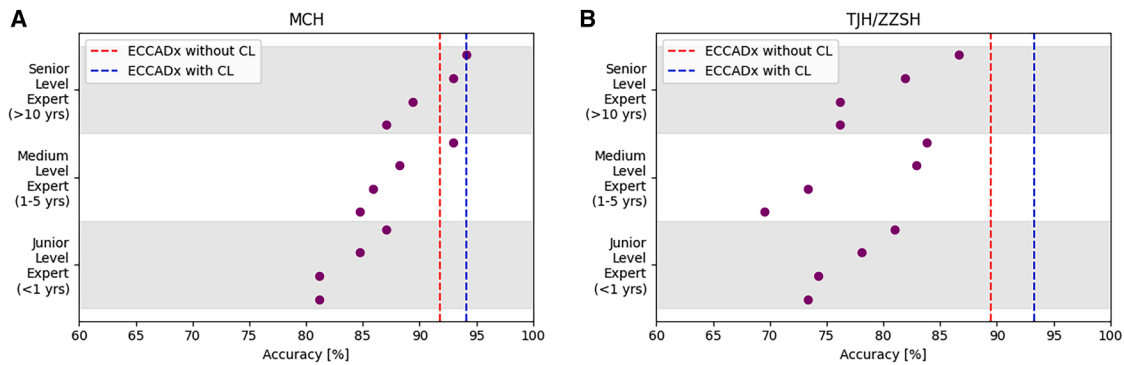 A
MCH
ECCADx without CL
ECCADx with CL
Senior
Level
Expert
(>10 yrs)
Medium
Level
Expert
(1-5 yrs)
Junior
Level
Expert
(<1 yrs)
60 65 70 75 80 85 90 95 100
Accuracy [%]
B
TJH/ZZSH
ECCADx without CL
ECCADx with CL
Senior
Level
Expert
(>10 yrs)
Medium
Level
Expert
(1-5 yrs)
Junior
Level
Expert
(<1 yrs)
60 65 70 75 80 85 90 95 100
Accuracy [%]